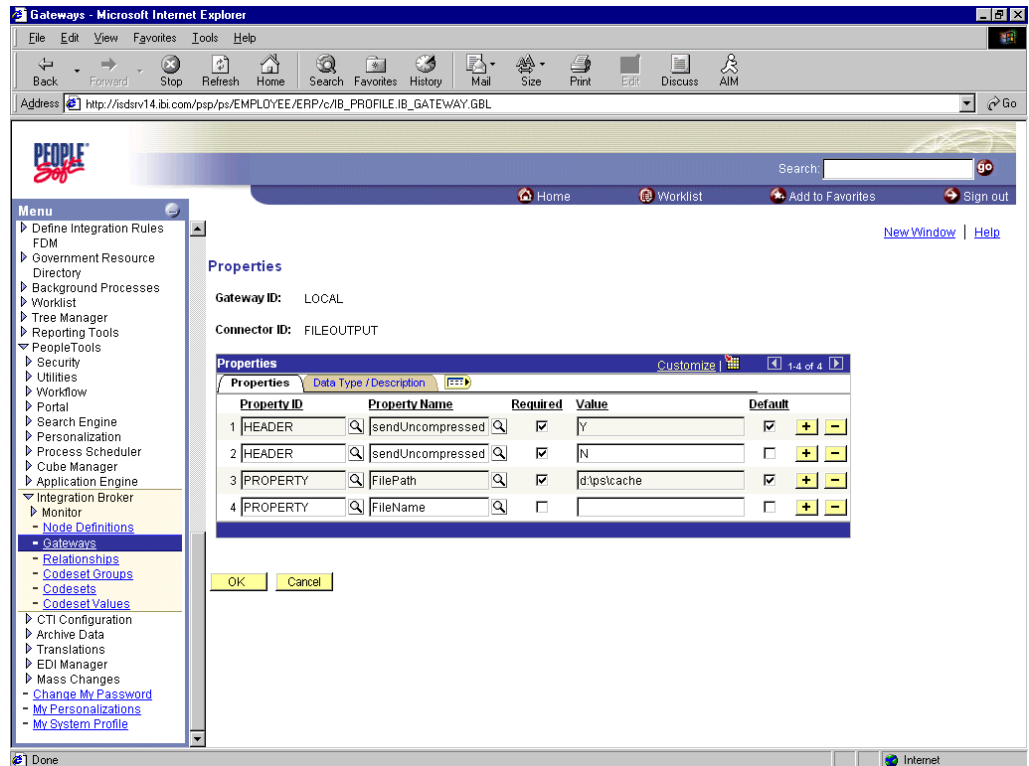 Gateways - Microsoft Internet Explorer
File Edit View Favorites Tools Help
Back Forward Stop Refresh Home Search Favorites History Mail Size Print Edit Discuss AIM
Address http://isdsrv14.ibi.com/psp/ps/EMPLOYEE/ERP/c/IB_PROFILE.IB_GATEWAY.GBL Go
PEOPLE
Soft
Search: go
Home Worklist Add to Favorites Sign out
Menu
New Window | Help
Define Integration Rules
FDM
Government Resource
Directory
Background Processes
Worklist
Tree Manager
Reporting Tools
PeopleTools
Security
Utilities
Workflow
Portal
Search Engine
Personalization
Process Scheduler
Cube Manager
Application Engine
Integration Broker
Monitor
Node Definitions
Gateways
Relationships
Codeset Groups
Codesets
Codeset Values
CTI Configuration
Archive Data
Translations
EDI Manager
Mass Changes
Change My Password
My Personalizations
My System Profile
Properties
Gateway ID: LOCAL
Connector ID: FILEOUTPUT
Properties Customize | 1-4 of 4
Properties Data Type / Description
Property ID Property Name Required Value Default
1 HEADER sendUncompressed Y + -
2 HEADER sendUncompressed N + -
3 PROPERTY FilePath d:\ps\cache + -
4 PROPERTY FileName + -
OK Cancel
Done Internet